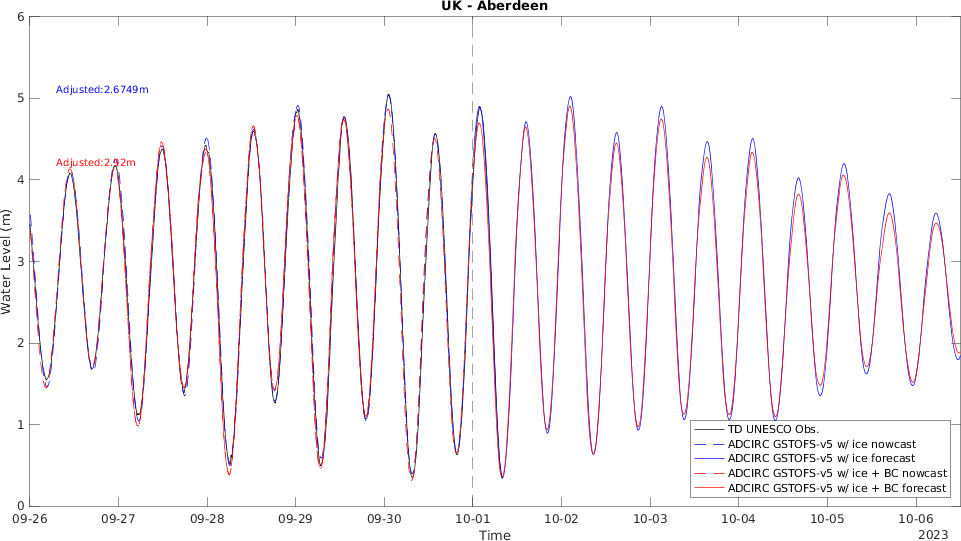 UK - Aberdeen
6
5
4
3
2
1
0
Water Level (m)
Adjusted:2.6749m
Adjusted:2.92m
TD UNESCO Obs.
ADCIRC GSTOFS-v5 w/ ice nowcast
ADCIRC GSTOFS-v5 w/ ice forecast
ADCIRC GSTOFS-v5 w/ ice + BC nowcast
ADCIRC GSTOFS-v5 w/ ice + BC forecast
09-26 09-27 09-28 09-29 09-30 10-01 10-02 10-03 10-04 10-05 10-06
Time
2023